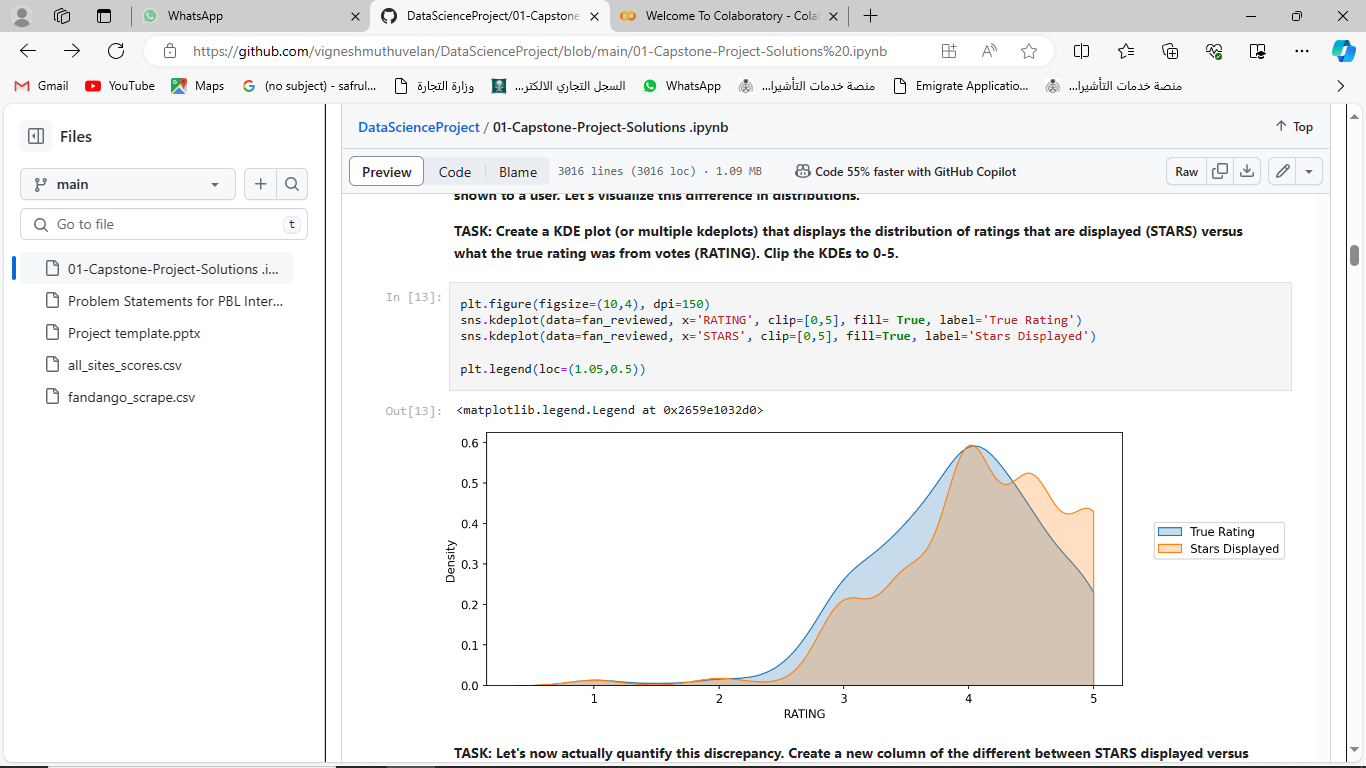 WhatsApp
DataScienceProject/01-Capstone-
Welcome To Colaboratory - Cola
https://github.com/vigneshmuthuvelan/DataScienceProject/blob/main/01-Capstone-Project-Solutions%20.ipynb
Gmail
YouTube
Maps
(no subject) - safrul...
وزارة التجارة
السجل التجاري الالكتر...
WhatsApp
منصة خدمات التأشيرا...
Emigrate Applicatio...
منصة خدمات التأشيرا...
Files
main
Go to file
t
01-Capstone-Project-Solutions .i...
Problem Statements for PBL Inter...
Project template.pptx
all_sites_scores.csv
fandango_scrape.csv
DataScienceProject / 01-Capstone-Project-Solutions .ipynb
Top
Preview
Code
Blame
3016 lines (3016 loc) · 1.09 MB
Code 55% faster with GitHub Copilot
Raw
shown to a user. Let's visualize this difference in distributions.
TASK: Create a KDE plot (or multiple kdeplots) that displays the distribution of ratings that are displayed (STARS) versus
what the true rating was from votes (RATING). Clip the KDEs to 0-5.
In [13]:
plt.figure(figsize=(10,4), dpi=150)
sns.kdeplot(data=fan_reviewed, x='RATING', clip=[0,5], fill= True, label='True Rating')
sns.kdeplot(data=fan_reviewed, x='STARS', clip=[0,5], fill=True, label='Stars Displayed')
plt.legend(loc=(1.05,0.5))
Out[13]:
<matplotlib.legend.Legend at 0x2659e1032d0>
0.6
0.5
0.4
0.3
0.2
0.1
0.0
Density
1
2
3
4
5
RATING
True Rating
Stars Displayed
TASK: Let's now actually quantify this discrepancy. Create a new column of the different between STARS displayed versus